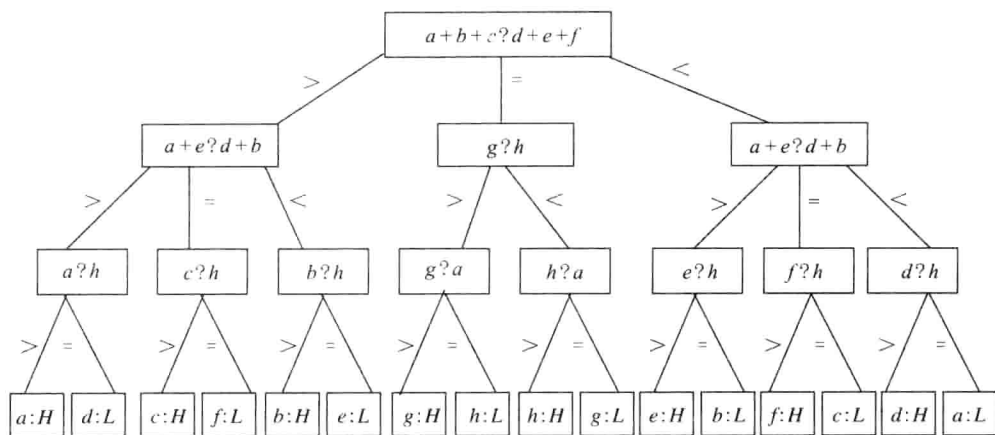 a+b+c?d+e+f
> = <
a+e?d+b g?h a+e?d+b
> = < > < > = <
a?h c?h b?h g?a h?a e?h f?h d?h
> = > = > = > = > = > = > = > =
a:H d:L c:H f:L b:H e:L g:H h:L h:H g:L e:H b:L f:H c:L d:H a:L